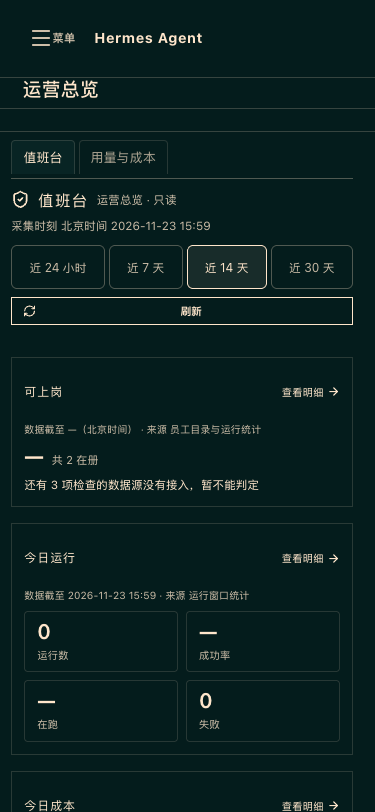 菜单 Hermes Agent
运营总览
值班台 用量与成本
值班台 运营总览 · 只读
采集时刻 北京时间 2026-11-23 15:59
近 24 小时 近 7 天 近 14 天 近 30 天
刷新
可上岗 查看明细 →
数据截至 —（北京时间） · 来源 员工目录与运行统计
— 共 2 在册
还有 3 项检查的数据源没有接入，暂不能判定
今日运行 查看明细 →
数据截至 2026-11-23 15:59 · 来源 运行窗口统计
0 —
运行数 成功率
— 0
在跑 失败
今日成本 查看明细 →